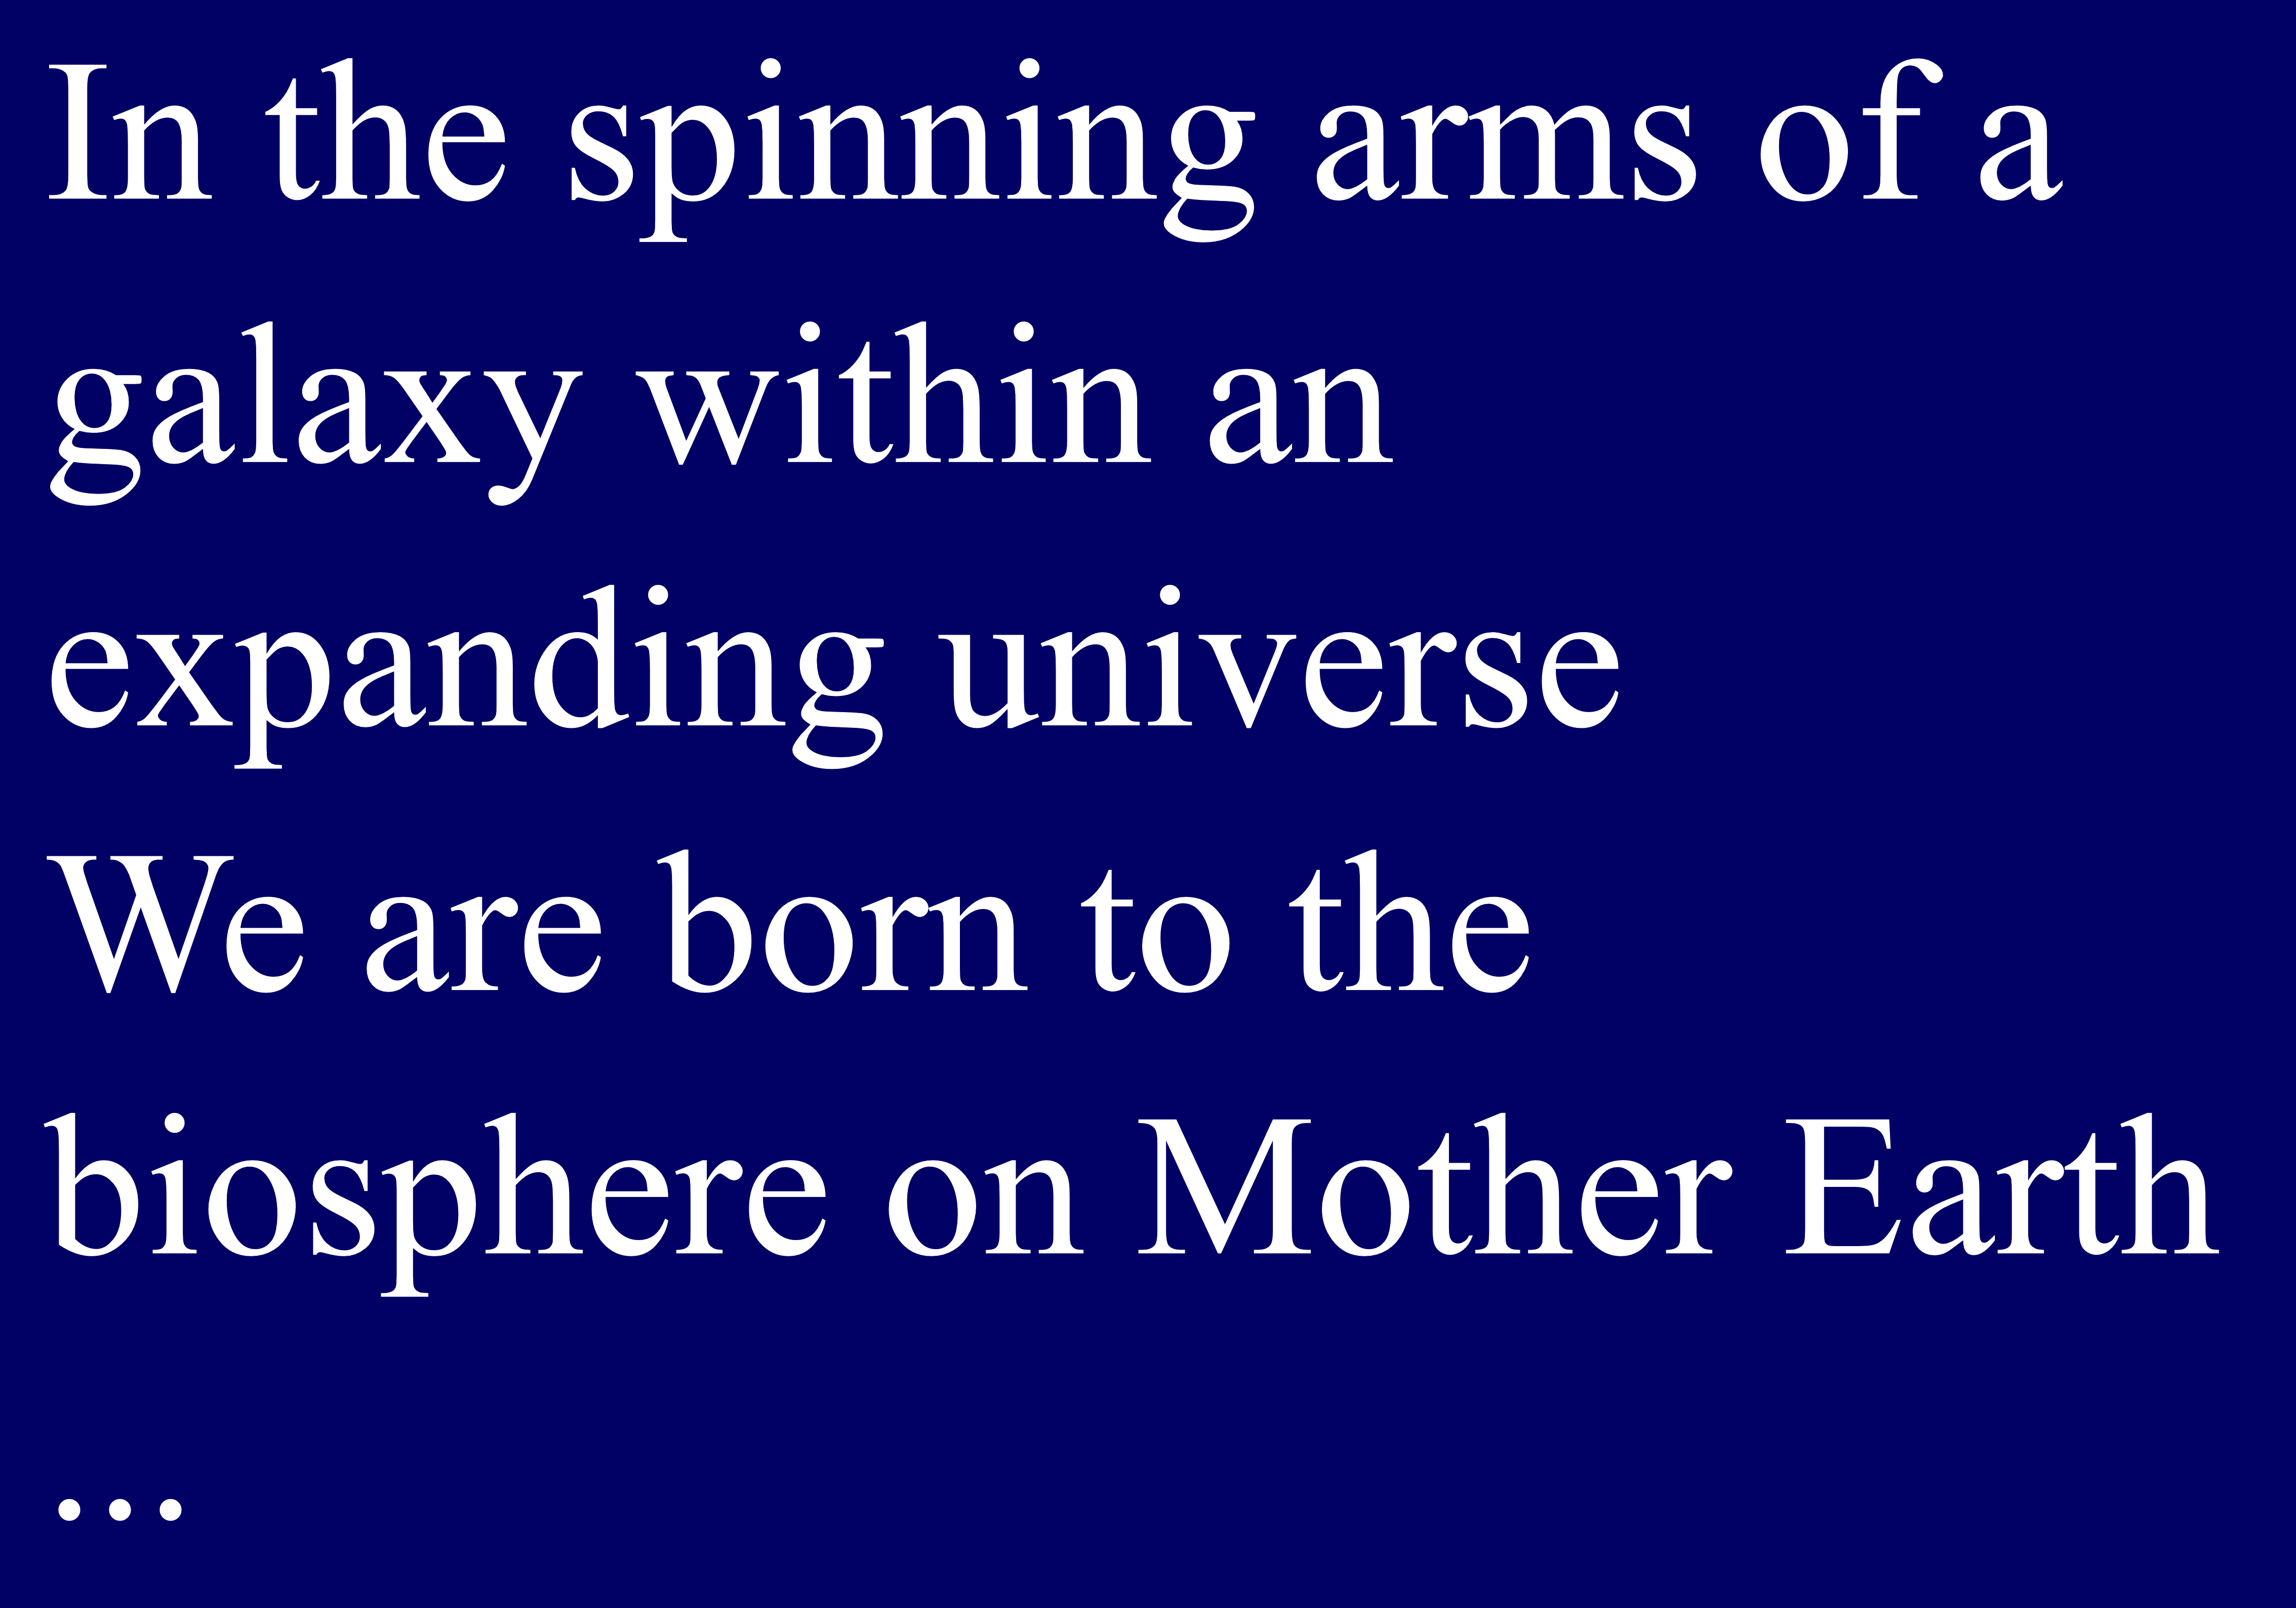 In the spinning arms of a
galaxy within an
expanding universe
We are born to the
biosphere on Mother Earth
...